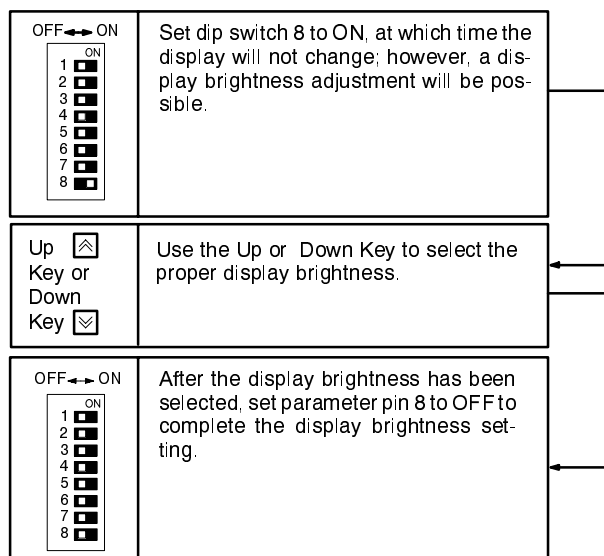 OFF ON
ON
1
2
3
4
5
6
7
8
Set dip switch 8 to ON, at which time the
display will not change; however, a dis-
play brightness adjustment will be pos-
sible.
Up
Key or
Down
Key
Use the Up or Down Key to select the
proper display brightness.
OFF ON
ON
1
2
3
4
5
6
7
8
After the display brightness has been
selected, set parameter pin 8 to OFF to
complete the display brightness set-
ting.